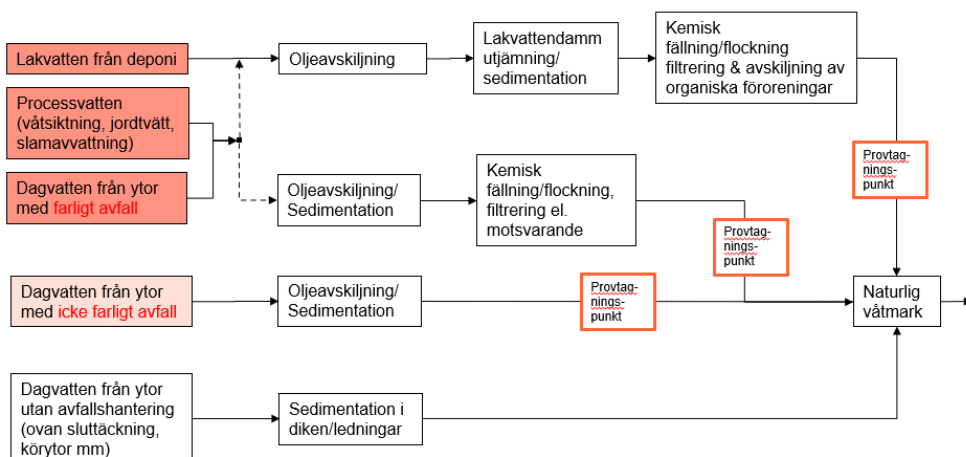 Lakvatten från deponi
Oljeavskiljning
Lakvattendamm
utjämning/
sedimentation
Kemisk
fällning/flockning
filtrering & avskiljning av
organiska föroreningar
Provtag-
nings-
punkt
Processvatten
(våtsiktning, jordtvätt,
slamavvattning)
Dagvatten från ytor
med farligt avfall
Oljeavskiljning/
Sedimentation
Kemisk
fällning/flockning,
filtrering el.
motsvarande
Provtag-
nings-
punkt
Dagvatten från ytor
med icke farligt avfall
Oljeavskiljning/
Sedimentation
Provtag-
nings-
punkt
Naturlig
våtmark
Dagvatten från ytor
utan avfallshantering
(ovan sluttäckning,
körytor mm)
Sedimentation i
diken/ledningar